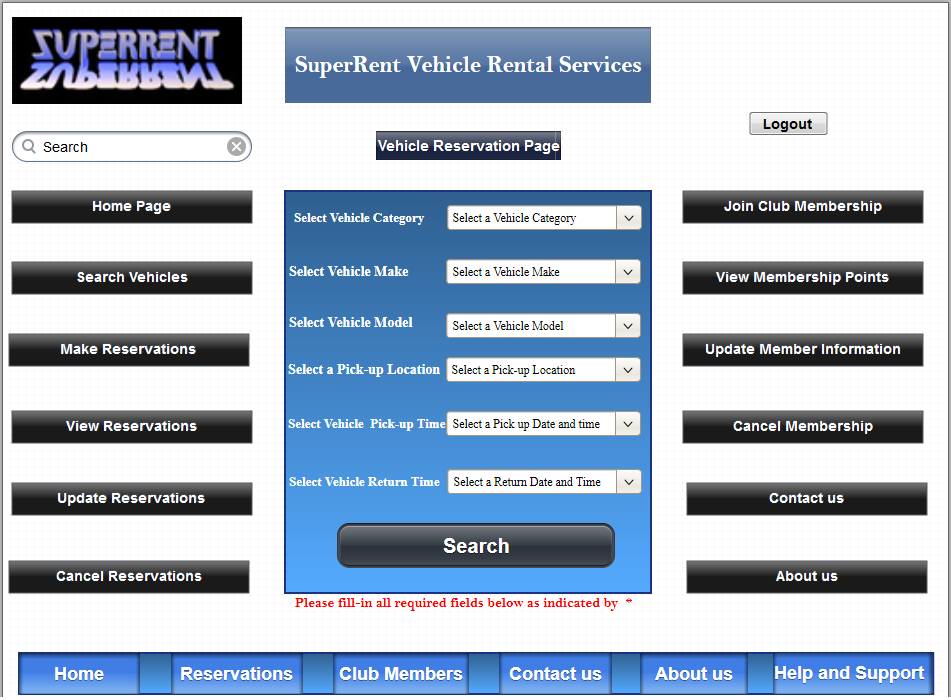 SUPERRENT
SuperRent Vehicle Rental Services
Logout
Search
Vehicle Reservation Page
Home Page
Search Vehicles
Make Reservations
View Reservations
Update Reservations
Cancel Reservations
Select Vehicle Category Select a Vehicle Category
Select Vehicle Make Select a Vehicle Make
Select Vehicle Model Select a Vehicle Model
Select a Pick-up Location Select a Pick-up Location
Select Vehicle  Pick-up Time Select a Pick up Date and time
Select Vehicle Return Time Select a Return Date and Time
Search
Please fill-in all required fields below as indicated by  *
Join Club Membership
View Membership Points
Update Member Information
Cancel Membership
Contact us
About us
Home Reservations Club Members Contact us About us Help and Support